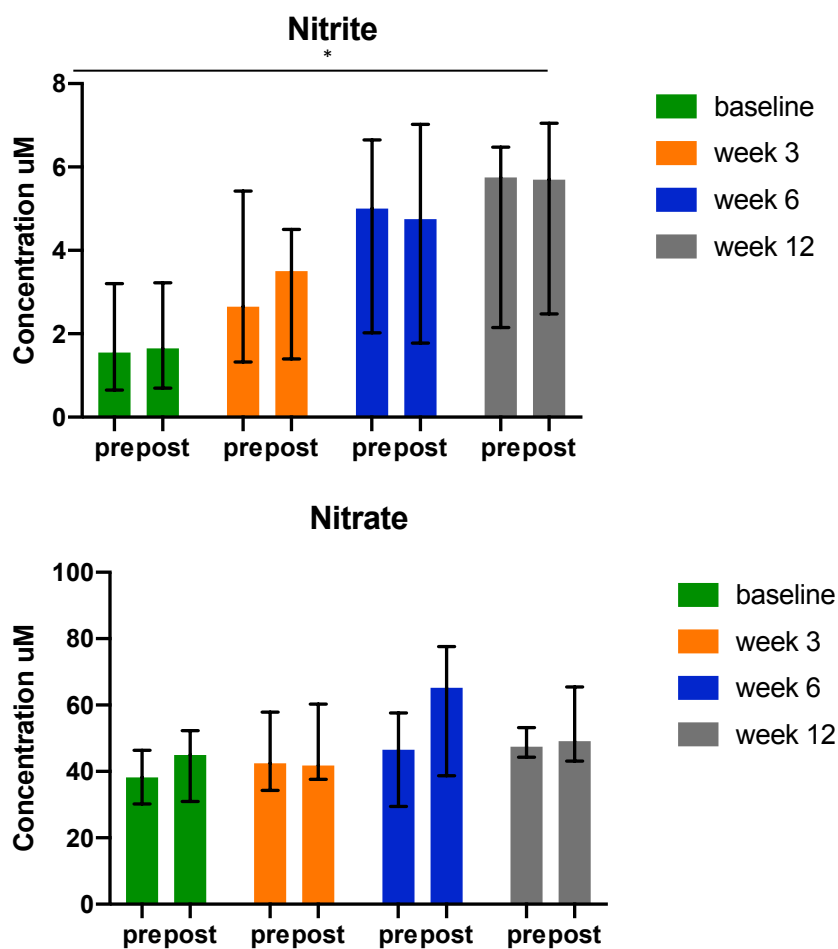 Nitrite
*
8
6
4
2
0
Concentration uM
prepost prepost prepost prepost
baseline
week 3
week 6
week 12
Nitrate
100
80
60
40
20
0
Concentration uM
prepost prepost prepost prepost
baseline
week 3
week 6
week 12